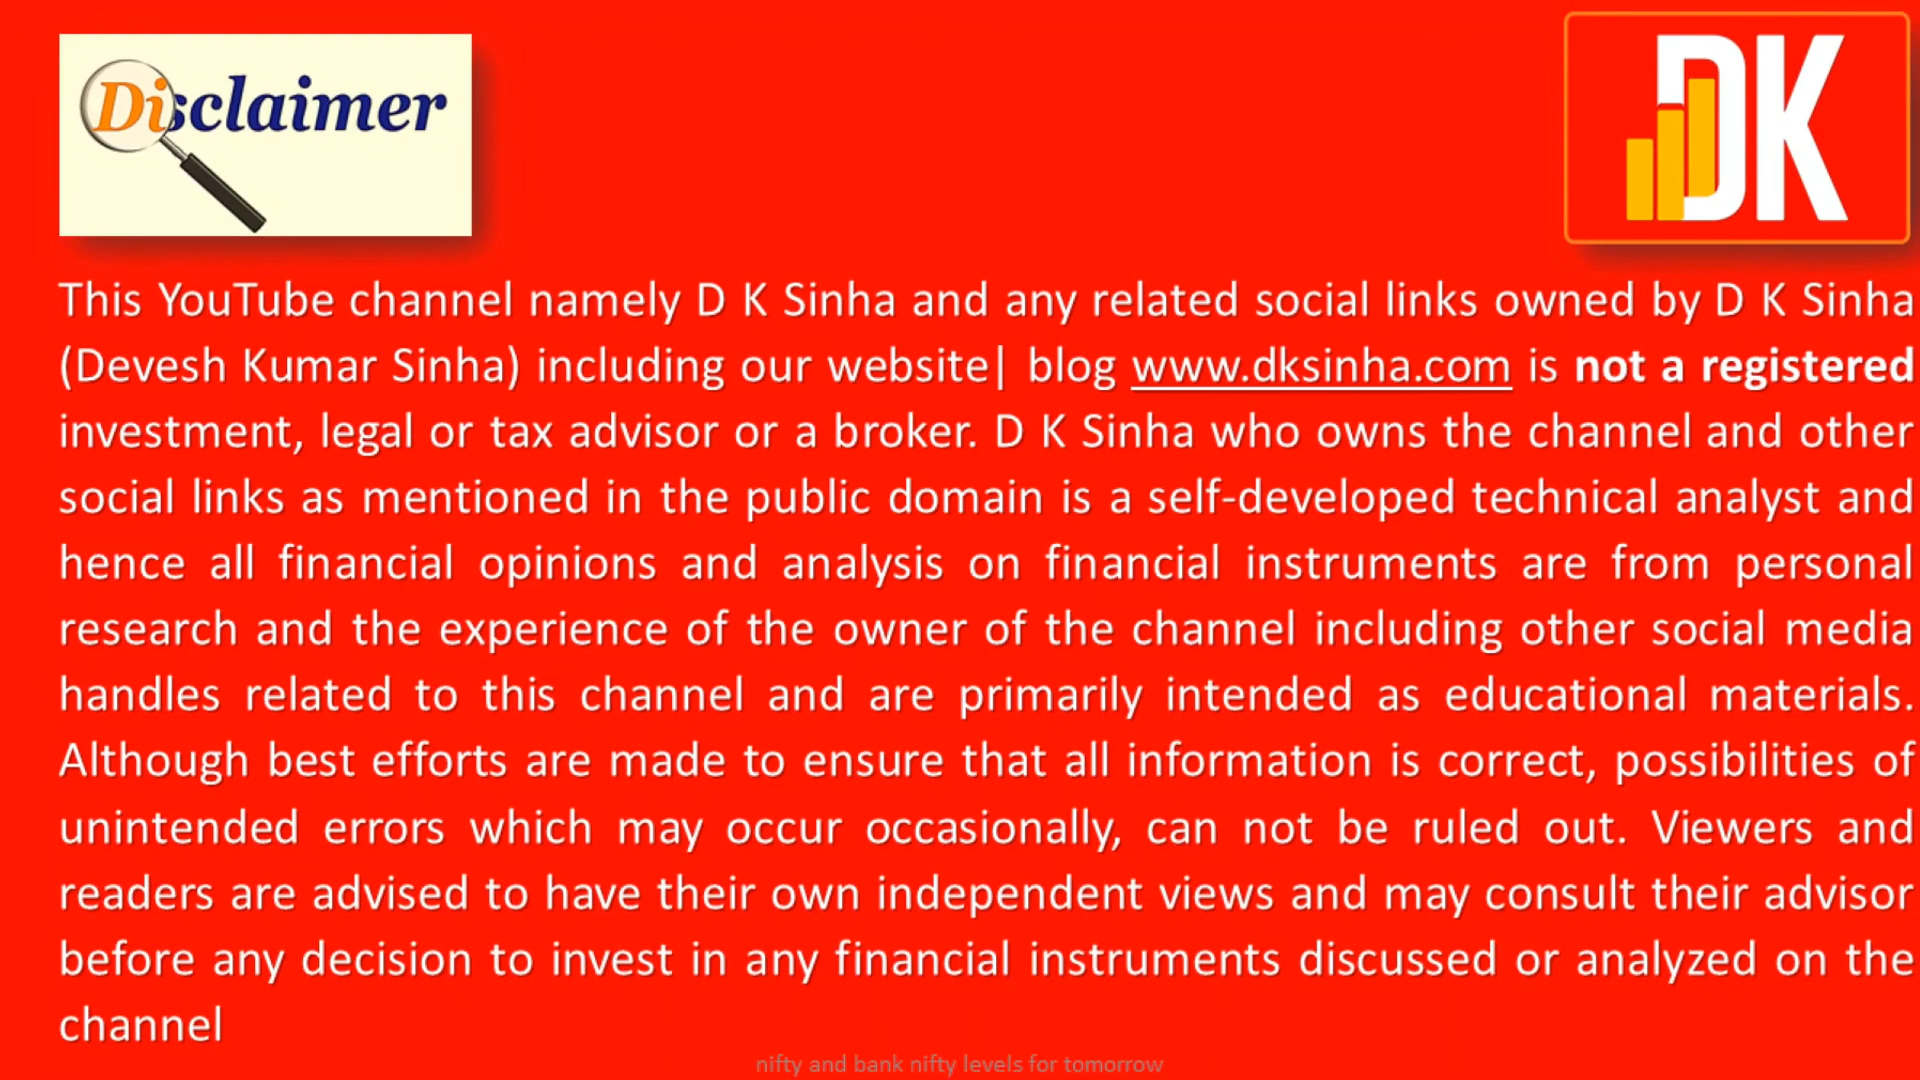 Disclaimer
DK
This YouTube channel namely D K Sinha and any related social links owned by D K Sinha
(Devesh Kumar Sinha) including our website| blog www.dksinha.com is not a registered
investment, legal or tax advisor or a broker. D K Sinha who owns the channel and other
social links as mentioned in the public domain is a self-developed technical analyst and
hence all financial opinions and analysis on financial instruments are from personal
research and the experience of the owner of the channel including other social media
handles related to this channel and are primarily intended as educational materials.
Although best efforts are made to ensure that all information is correct, possibilities of
unintended errors which may occur occasionally, can not be ruled out. Viewers and
readers are advised to have their own independent views and may consult their advisor
before any decision to invest in any financial instruments discussed or analyzed on the
channel
nifty and bank nifty levels for tomorrow